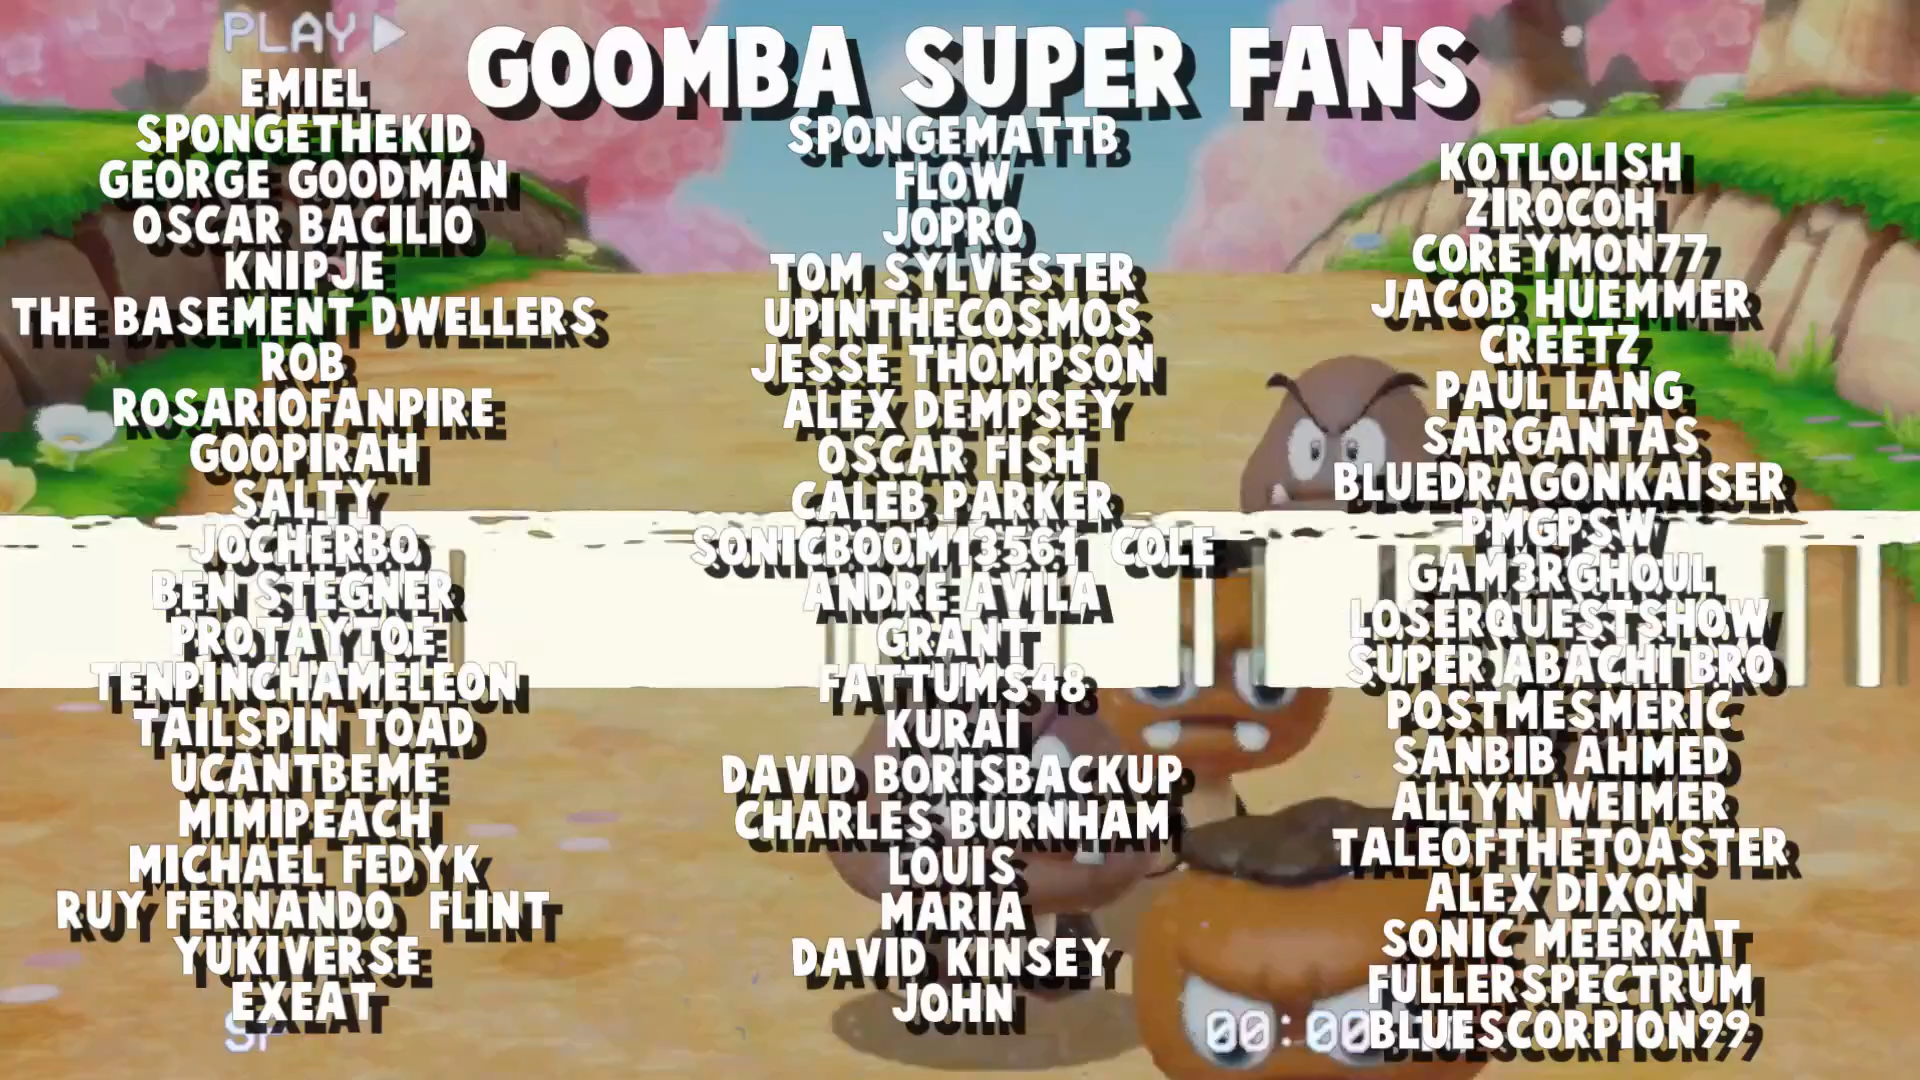 PLAY
GOOMBA SUPER FANS
EMIEL
SPONGETHEKID
GEORGE GOODMAN
OSCAR BACILIO
KNIPJE
THE BASEMENT DWELLERS
ROB
ROSARIOFANPIRE
GOOPIRAH
SALTY
JOCHERBO
BEN STEGNER
PROTAYTOE
TENPINCHAMELEON
TAILSPIN TOAD
UCANTBEME
MIMIPEACH
MICHAEL FEDYK
RUY FERNANDO FLINT
YUKIVERSE
EXEAT
SPONGEMATTB
FLOW
JOPRO
TOM SYLVESTER
UPINTHECOSMOS
JESSE THOMPSON
ALEX DEMPSEY
OSCAR FISH
CALEB PARKER
SONICBOOM13561 COLE
ANDRE AVILA
GRANT
FATTUMS48
KURAI
DAVID BORISBACKUP
CHARLES BURNHAM
LOUIS
MARIA
DAVID KINSEY
JOHN
KOTLOLISH
ZIROCOH
COREYMON77
JACOB HUEMMER
CREETZ
PAUL LANG
SARGANTAS
BLUEDRAGONKAISER
PMGPSW
GAM3RGHOUL
LOSERQUESTSHOW
SUPER ABACHI BRO
POSTMESMERIC
SANBIB AHMED
ALLYN WEIMER
TALEOFTHETOASTER
ALEX DIXON
SONIC MEERKAT
FULLERSPECTRUM
BLUESCORPION99
SP
00:00